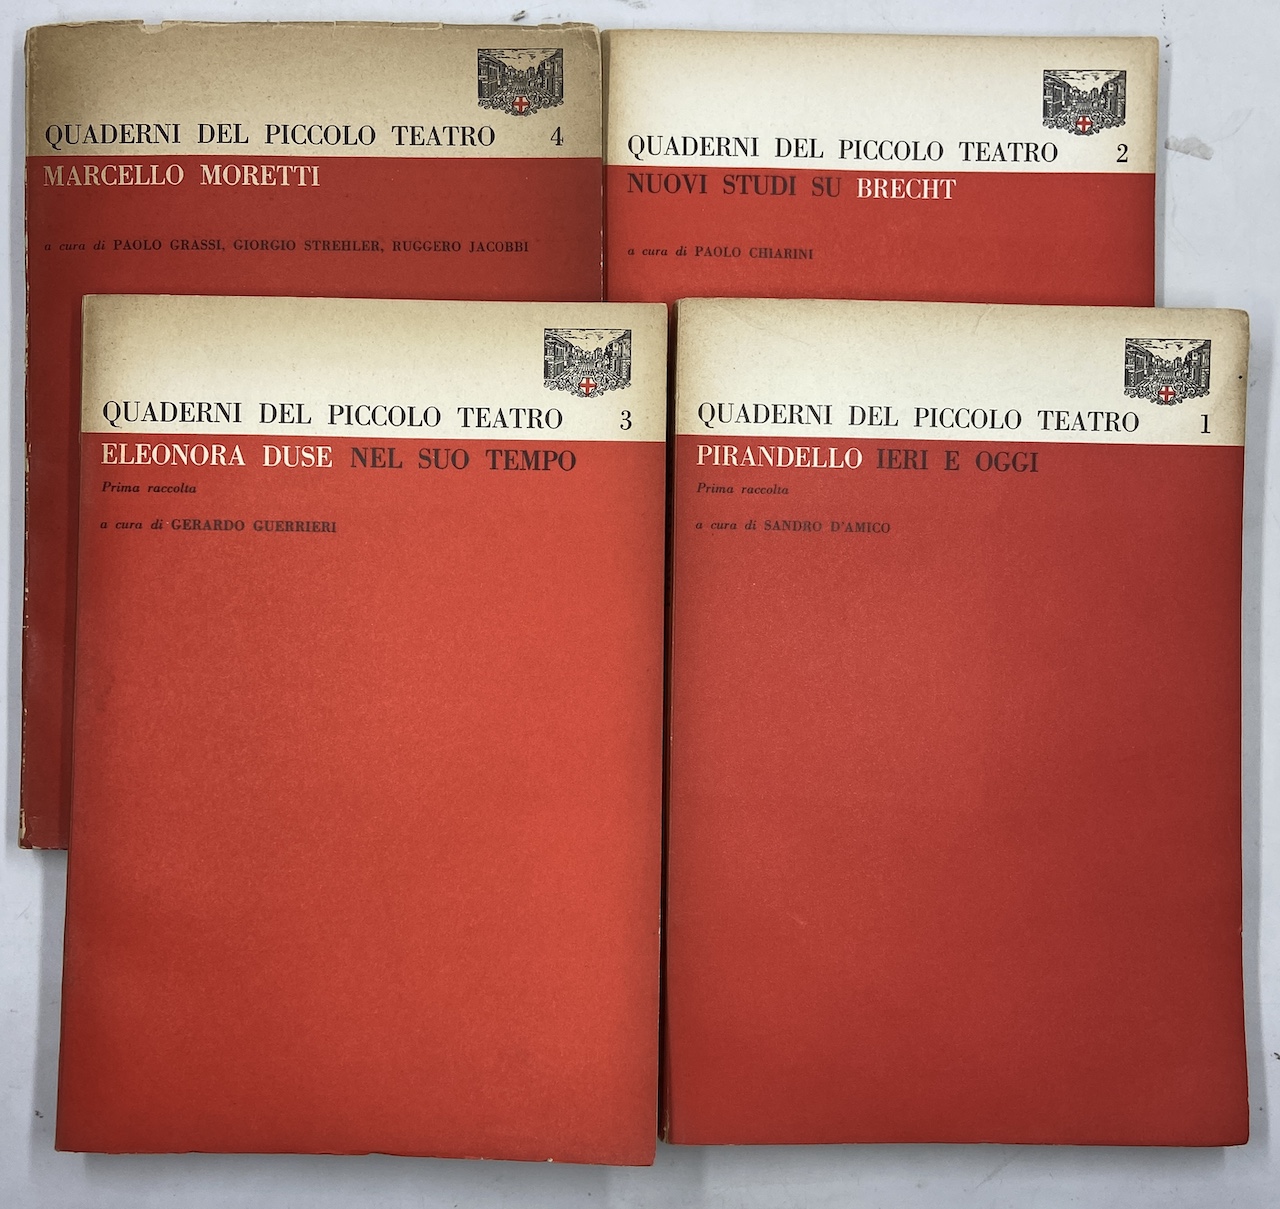 QUADERNI DEL PICCOLO TEATRO 4
MARCELLO MORETTI
a cura di PAOLO GRASSI, GIORGIO STREHLER, RUGGERO JACOBBI
QUADERNI DEL PICCOLO TEATRO 2
NUOVI STUDI SU BRECHT
a cura di PAOLO CHIARINI
QUADERNI DEL PICCOLO TEATRO 3
ELEONORA DUSE NEL SUO TEMPO
Prima raccolta
a cura di GERARDO GUERRIERI
QUADERNI DEL PICCOLO TEATRO 1
PIRANDELLO IERI E OGGI
Prima raccolta
a cura di SANDRO D'AMICO